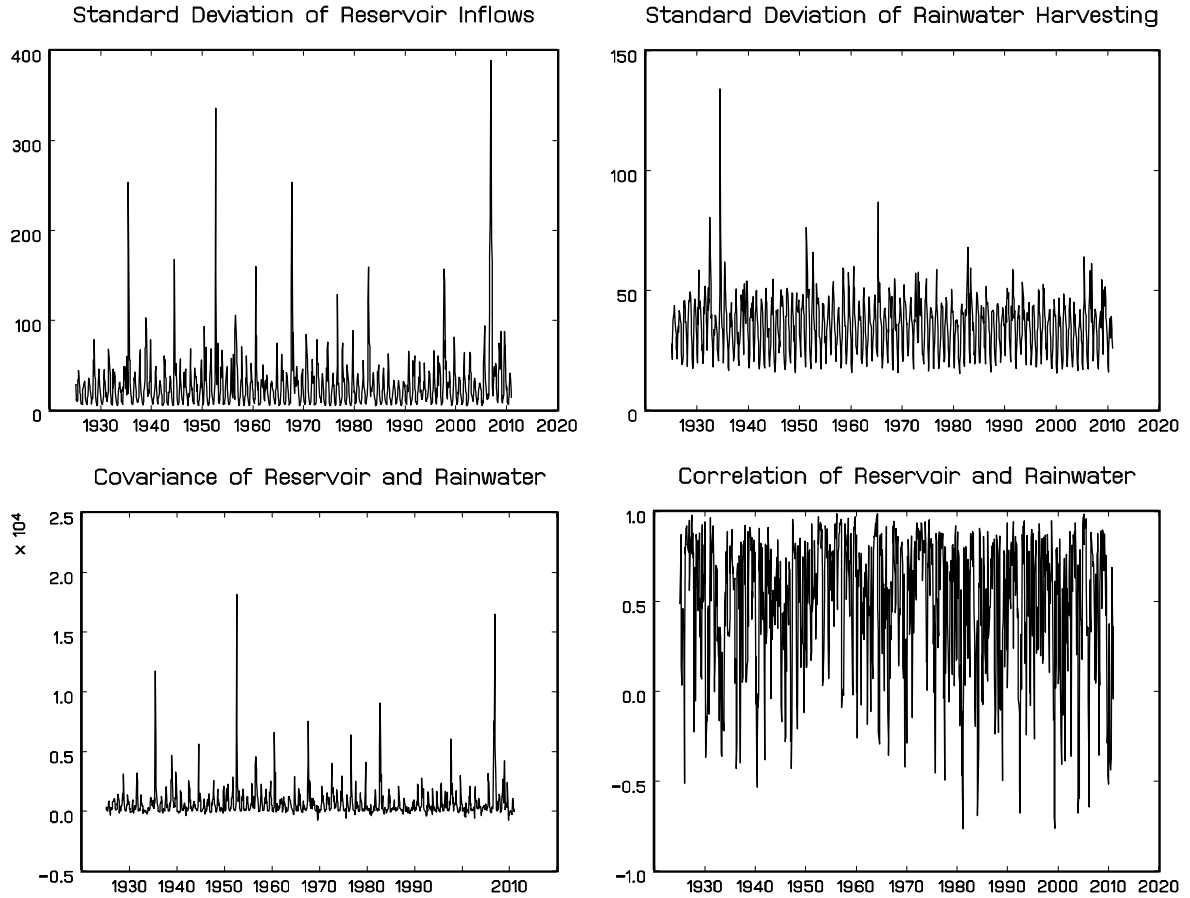 Standard Deviation of Reservoir Inflows
400
300
200
100
0
1930 1940 1950 1960 1970 1980 1990 2000 2010 2020
Standard Deviation of Rainwater Harvesting
150
100
50
0
1930 1940 1950 1960 1970 1980 1990 2000 2010 2020
Covariance of Reservoir and Rainwater
× 10⁴
2.5
2.0
1.5
1.0
0.5
0.0
−0.5
1930 1940 1950 1960 1970 1980 1990 2010
Correlation of Reservoir and Rainwater
1.0
0.5
0.0
−0.5
−1.0
1930 1940 1950 1960 1970 1980 1990 2000 2010 2020